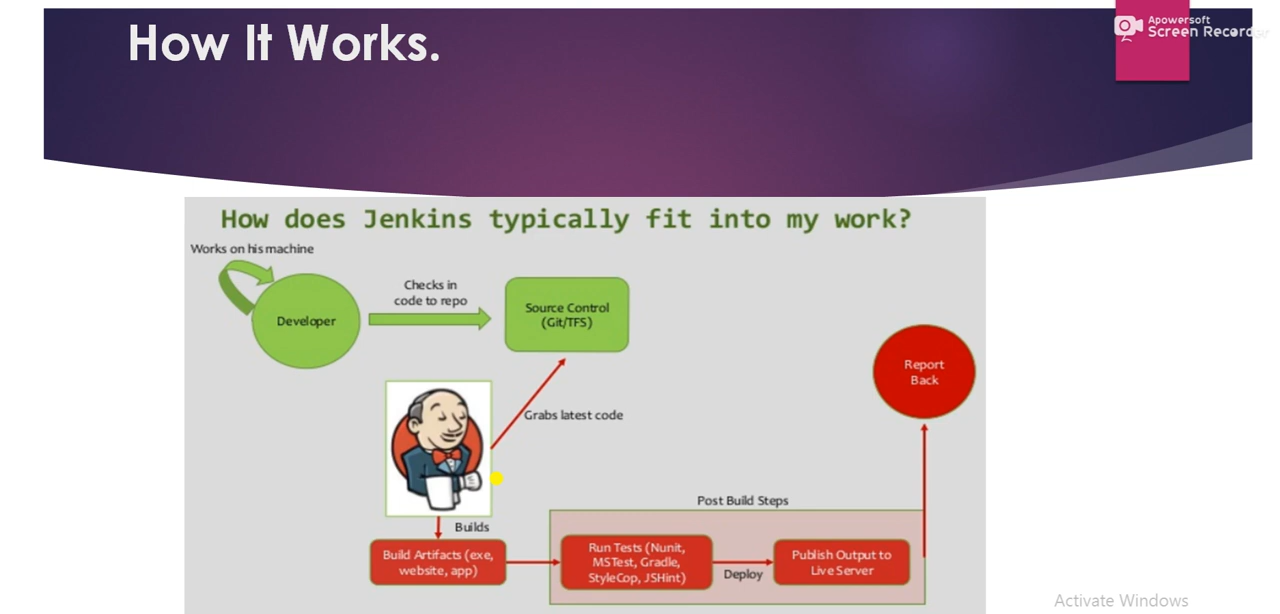 How It Works.
Apowersoft
Screen Recorder
How does Jenkins typically fit into my work?
Works on his machine
Developer
Checks in
code to repo
Source Control
(Git/TFS)
Report
Back
Grabs latest code
Post Build Steps
Builds
Build Artifacts (exe,
website, app)
Run Tests (Nunit,
MSTest, Gradle,
StyleCop, JSHint)
Deploy
Publish Output to
Live Server
Activate Windows